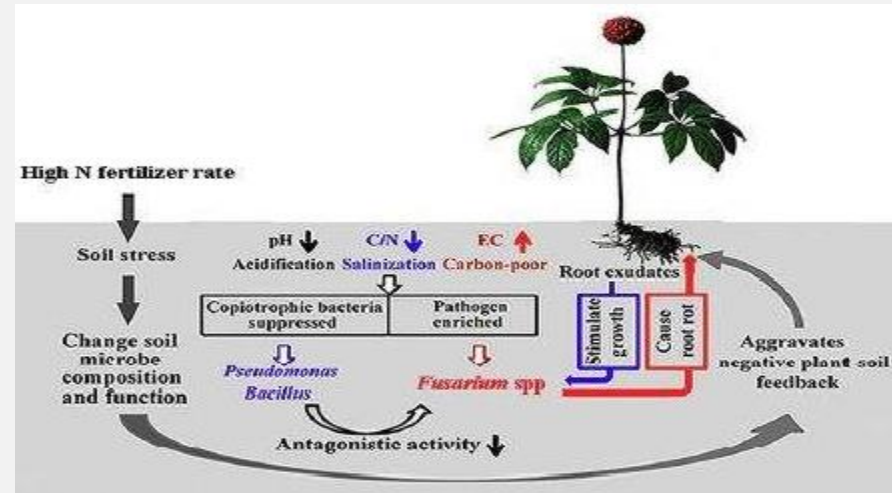 High N fertilizer rate
Soil stress
Change soil
microbe
composition
and function
pH
C/N
EC
Acidification
Salinization
Carbon-poor
Copiotrophic bacteria
suppressed
Pathogen
enriched
Pseudomonas
Bacillus
Fusarium spp
Antagonistic activity
Root exudates
Stimulate
growth
Cause
root rot
Aggravates
negative plant-soil
feedback